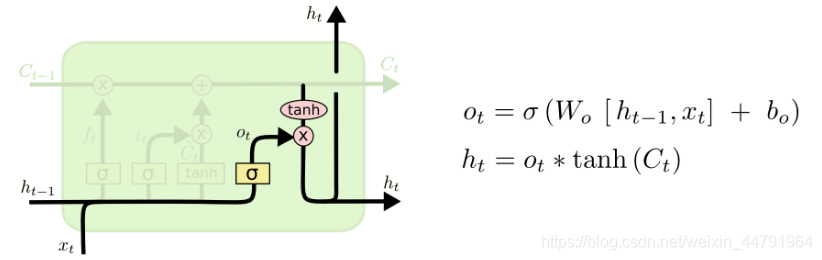 h_t
C_{t-1} × + C_t
tanh
f_t i_t × o_t ×
C̃_t
σ σ tanh σ
h_{t-1} h_t
x_t
o_t = σ (W_o [h_{t-1}, x_t] + b_o)
h_t = o_t * tanh (C_t)
https://blog.csdn.net/weixin_44791964